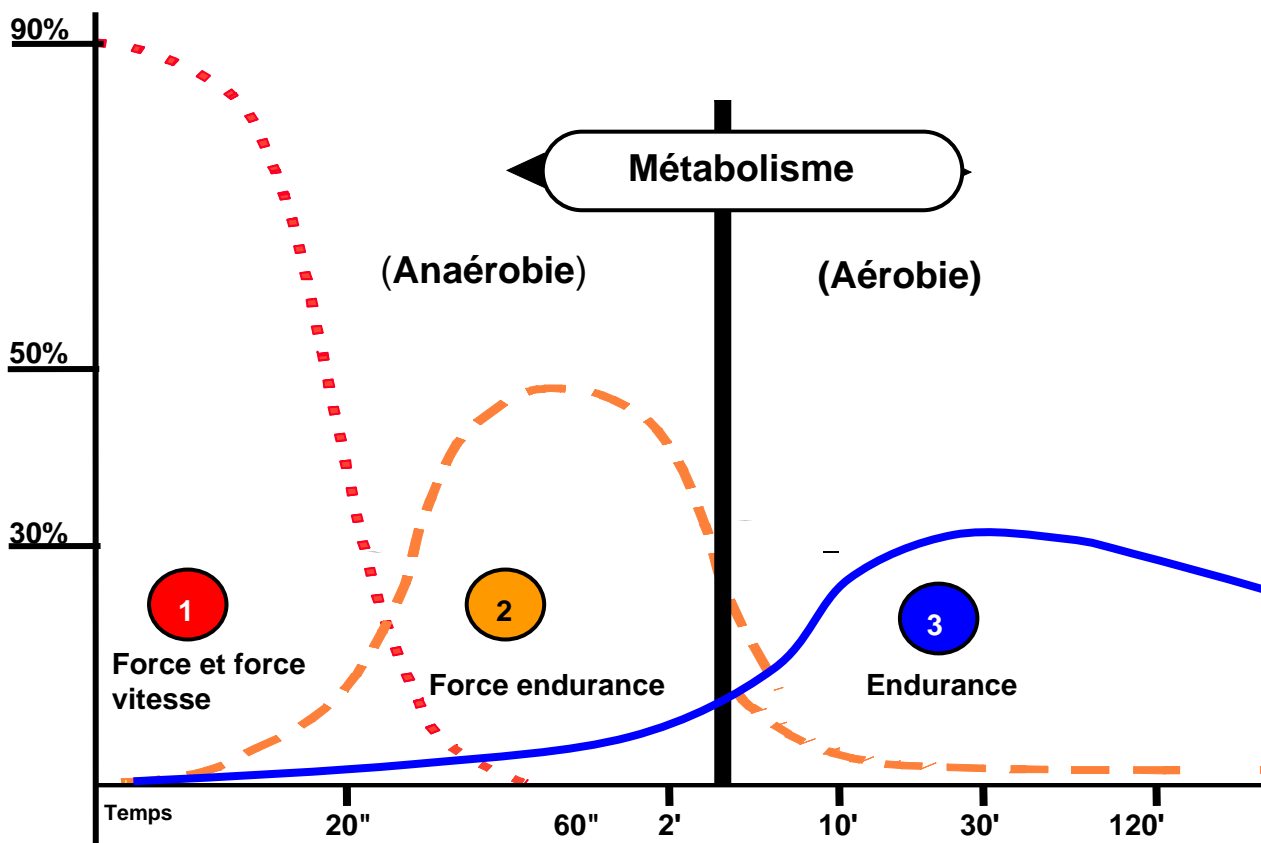 90%
Métabolisme
(Anaérobie)
(Aérobie)
50%
30%
1
2
3
Force et force
vitesse
Force endurance
Endurance
Temps
20"
60"
2'
10'
30'
120'